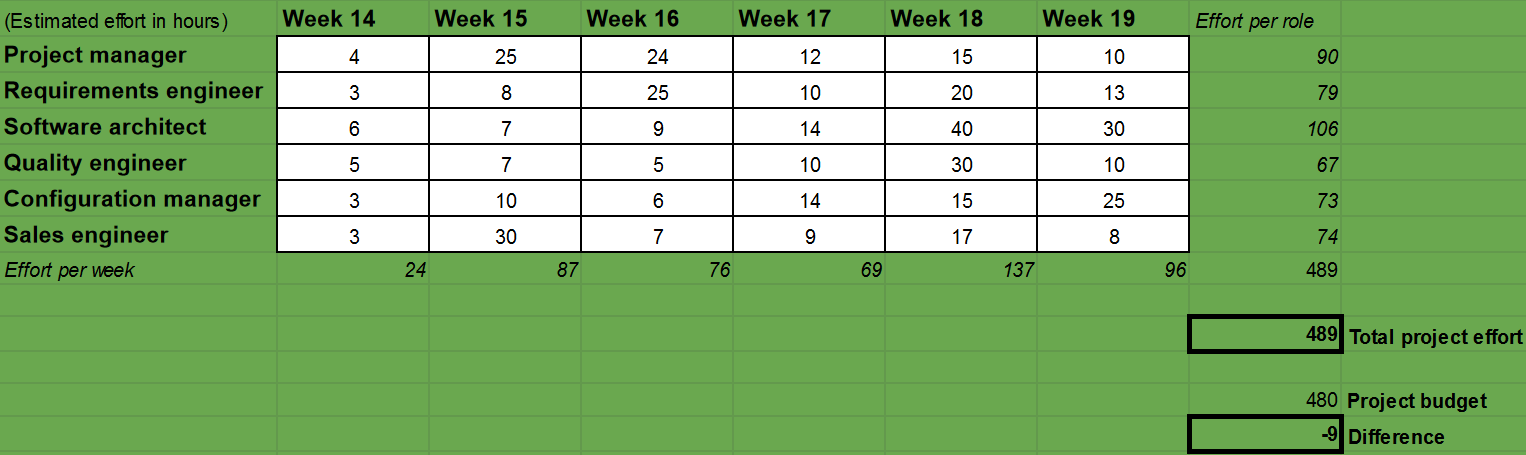 (Estimated effort in hours) Week 14 Week 15 Week 16 Week 17 Week 18 Week 19 Effort per role
Project manager 4 25 24 12 15 10 90
Requirements engineer 3 8 25 10 20 13 79
Software architect 6 7 9 14 40 30 106
Quality engineer 5 7 5 10 30 10 67
Configuration manager 3 10 6 14 15 25 73
Sales engineer 3 30 7 9 17 8 74
Effort per week 24 87 76 69 137 96 489
489 Total project effort
480 Project budget
-9 Difference